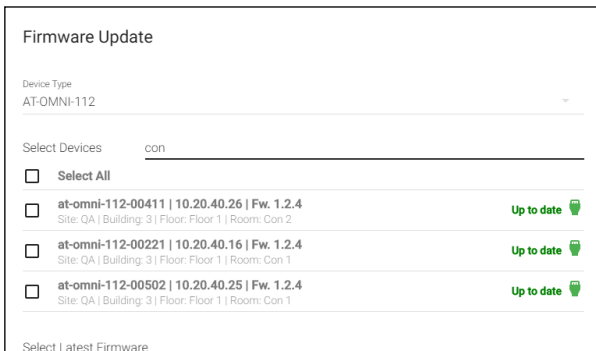 Firmware Update
Device Type
AT-OMNI-112
Select Devices con
Select All
at-omni-112-00411 | 10.20.40.26 | Fw. 1.2.4
Up to date
Site: QA | Building: 3 | Floor: Floor 1 | Room: Con 2
at-omni-112-00221 | 10.20.40.16 | Fw. 1.2.4
Up to date
Site: QA | Building: 3 | Floor: Floor 1 | Room: Con 1
at-omni-112-00502 | 10.20.40.25 | Fw. 1.2.4
Up to date
Site: QA | Building: 3 | Floor: Floor 1 | Room: Con 1
Select Latest Firmware